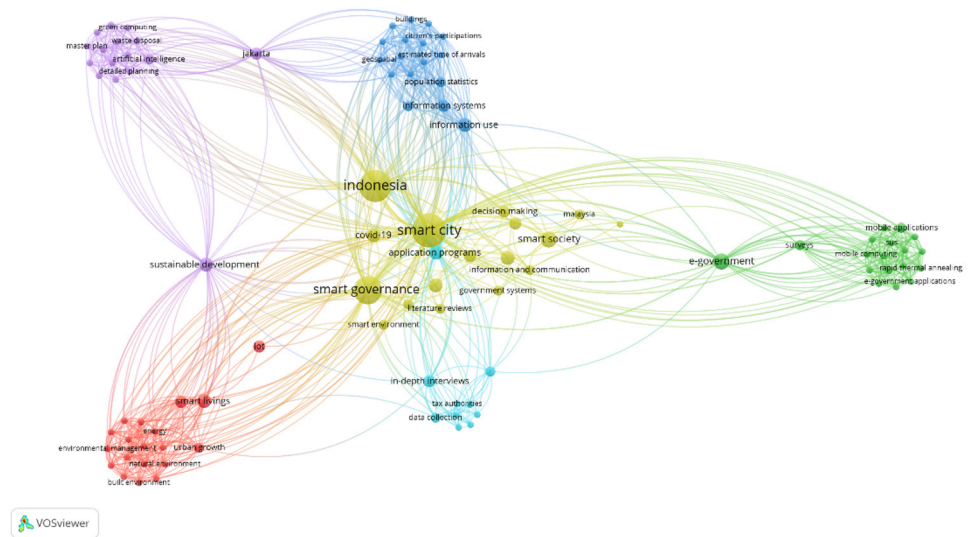 green computing
waste disposal
master plan
artificial intelligence
detailed planning
jakarta
buildings
citizen's participations
estimated time of arrivals
geospatial
population statistics
information systems
information use
indonesia
decision making
malaysia
smart city
covid-19
smart society
application programs
information and communication
smart governance
government systems
literature reviews
smart environment
sustainable development
e-government
surveys
mobile applications
sus
mobile computing
rapid thermal annealing
e-government applications
iot
in-depth interviews
tax authorities
data collection
smart livings
energy
environmental management
urban growth
natural environment
built environment
VOSviewer